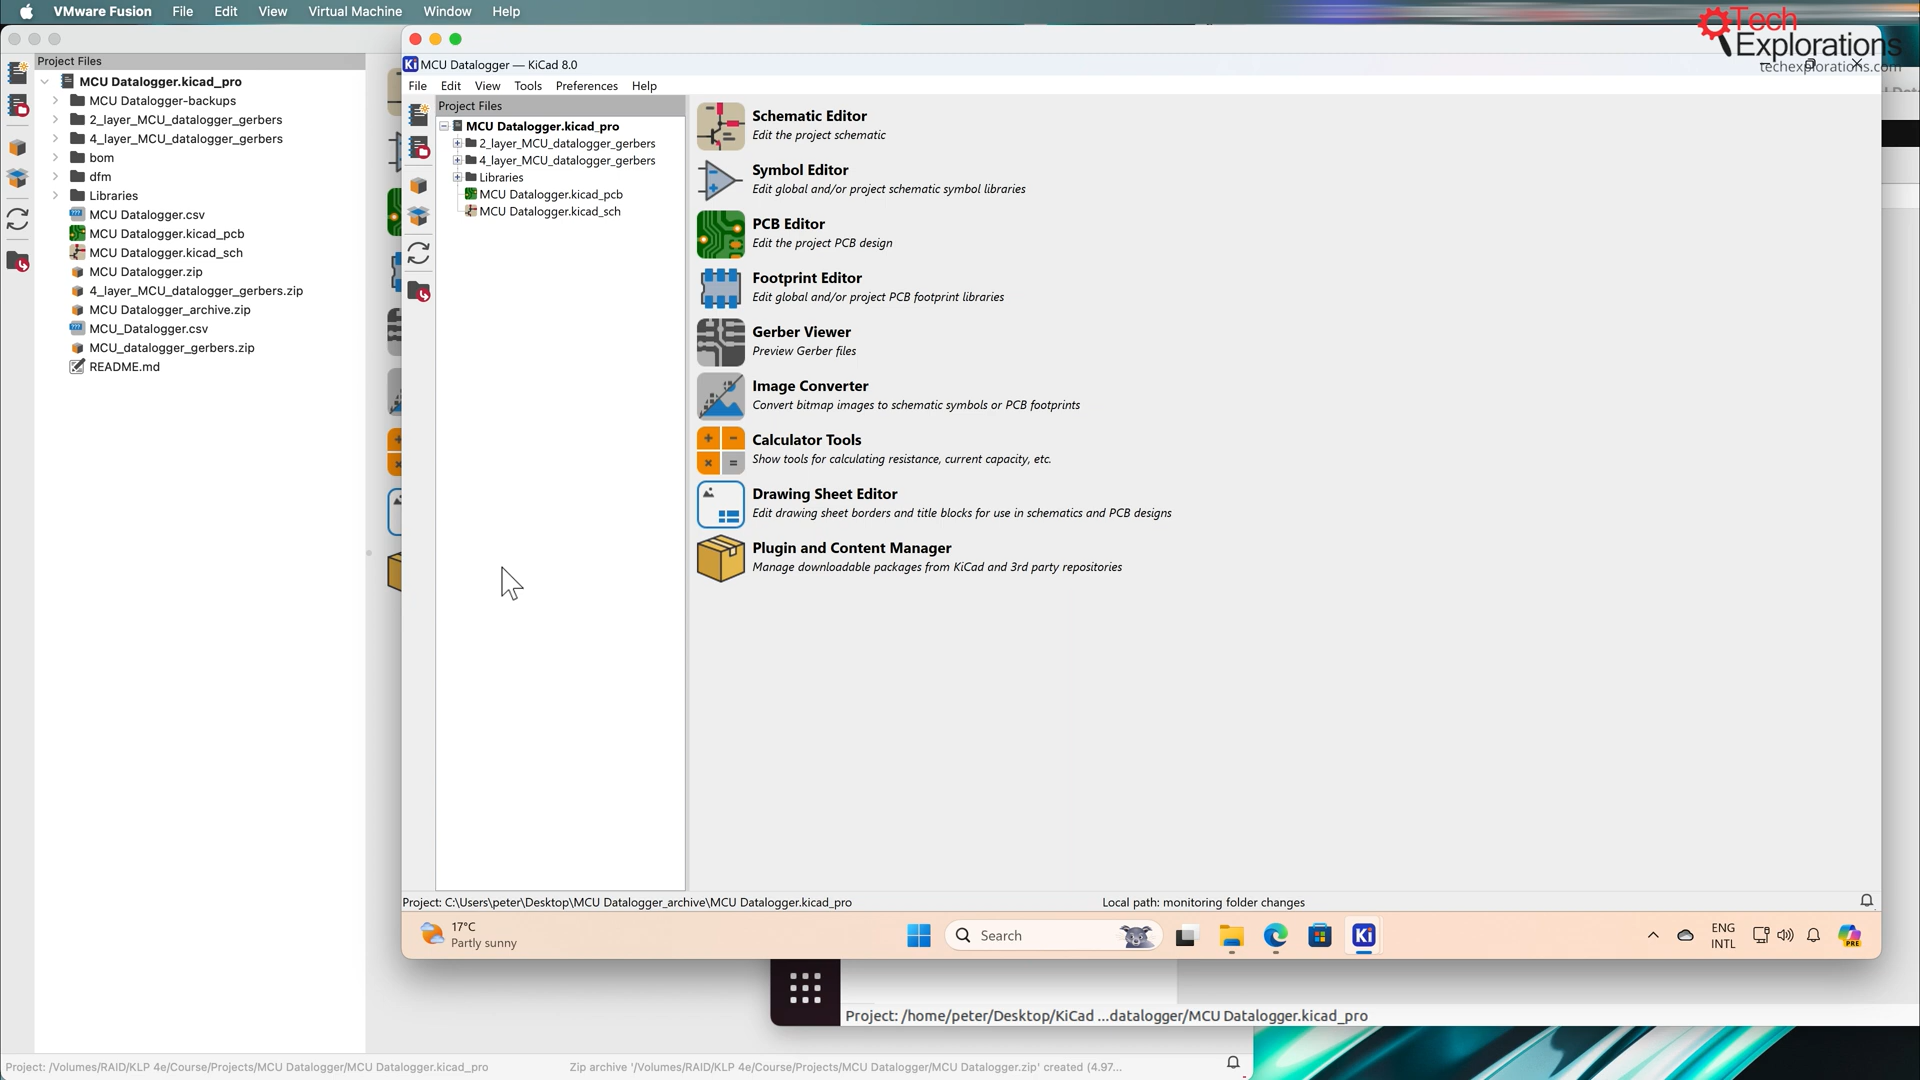 VMware Fusion File Edit View Virtual Machine Window Help
Tech
Explorations
techexplorations.com
Project Files
MCU Datalogger.kicad_pro
MCU Datalogger-backups
2_layer_MCU_datalogger_gerbers
4_layer_MCU_datalogger_gerbers
bom
dfm
Libraries
MCU Datalogger.csv
MCU Datalogger.kicad_pcb
MCU Datalogger.kicad_sch
MCU Datalogger.zip
4_layer_MCU_datalogger_gerbers.zip
MCU Datalogger_archive.zip
MCU_Datalogger.csv
MCU_datalogger_gerbers.zip
README.md
MCU Datalogger — KiCad 8.0
File Edit View Tools Preferences Help
Project Files
MCU Datalogger.kicad_pro
2_layer_MCU_datalogger_gerbers
4_layer_MCU_datalogger_gerbers
Libraries
MCU Datalogger.kicad_pcb
MCU Datalogger.kicad_sch
Schematic Editor
Edit the project schematic
Symbol Editor
Edit global and/or project schematic symbol libraries
PCB Editor
Edit the project PCB design
Footprint Editor
Edit global and/or project PCB footprint libraries
Gerber Viewer
Preview Gerber files
Image Converter
Convert bitmap images to schematic symbols or PCB footprints
Calculator Tools
Show tools for calculating resistance, current capacity, etc.
Drawing Sheet Editor
Edit drawing sheet borders and title blocks for use in schematics and PCB designs
Plugin and Content Manager
Manage downloadable packages from KiCad and 3rd party repositories
Project: C:\Users\peter\Desktop\MCU Datalogger_archive\MCU Datalogger.kicad_pro
Local path: monitoring folder changes
17°C
Partly sunny
Search
Ki
ENG
INTL
PRE
Project: /home/peter/Desktop/KiCad ...datalogger/MCU Datalogger.kicad_pro
Project: /Volumes/RAID/KLP 4e/Course/Projects/MCU Datalogger/MCU Datalogger.kicad_pro
Zip archive '/Volumes/RAID/KLP 4e/Course/Projects/MCU Datalogger/MCU Datalogger.zip' created (4.97...